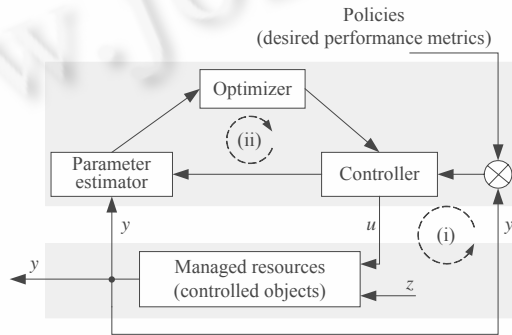 Policies
(desired performance metrics)
Optimizer
(ii)
Parameter
estimator
Controller
y
u
(i)
y
y
Managed resources
(controlled objects)
z